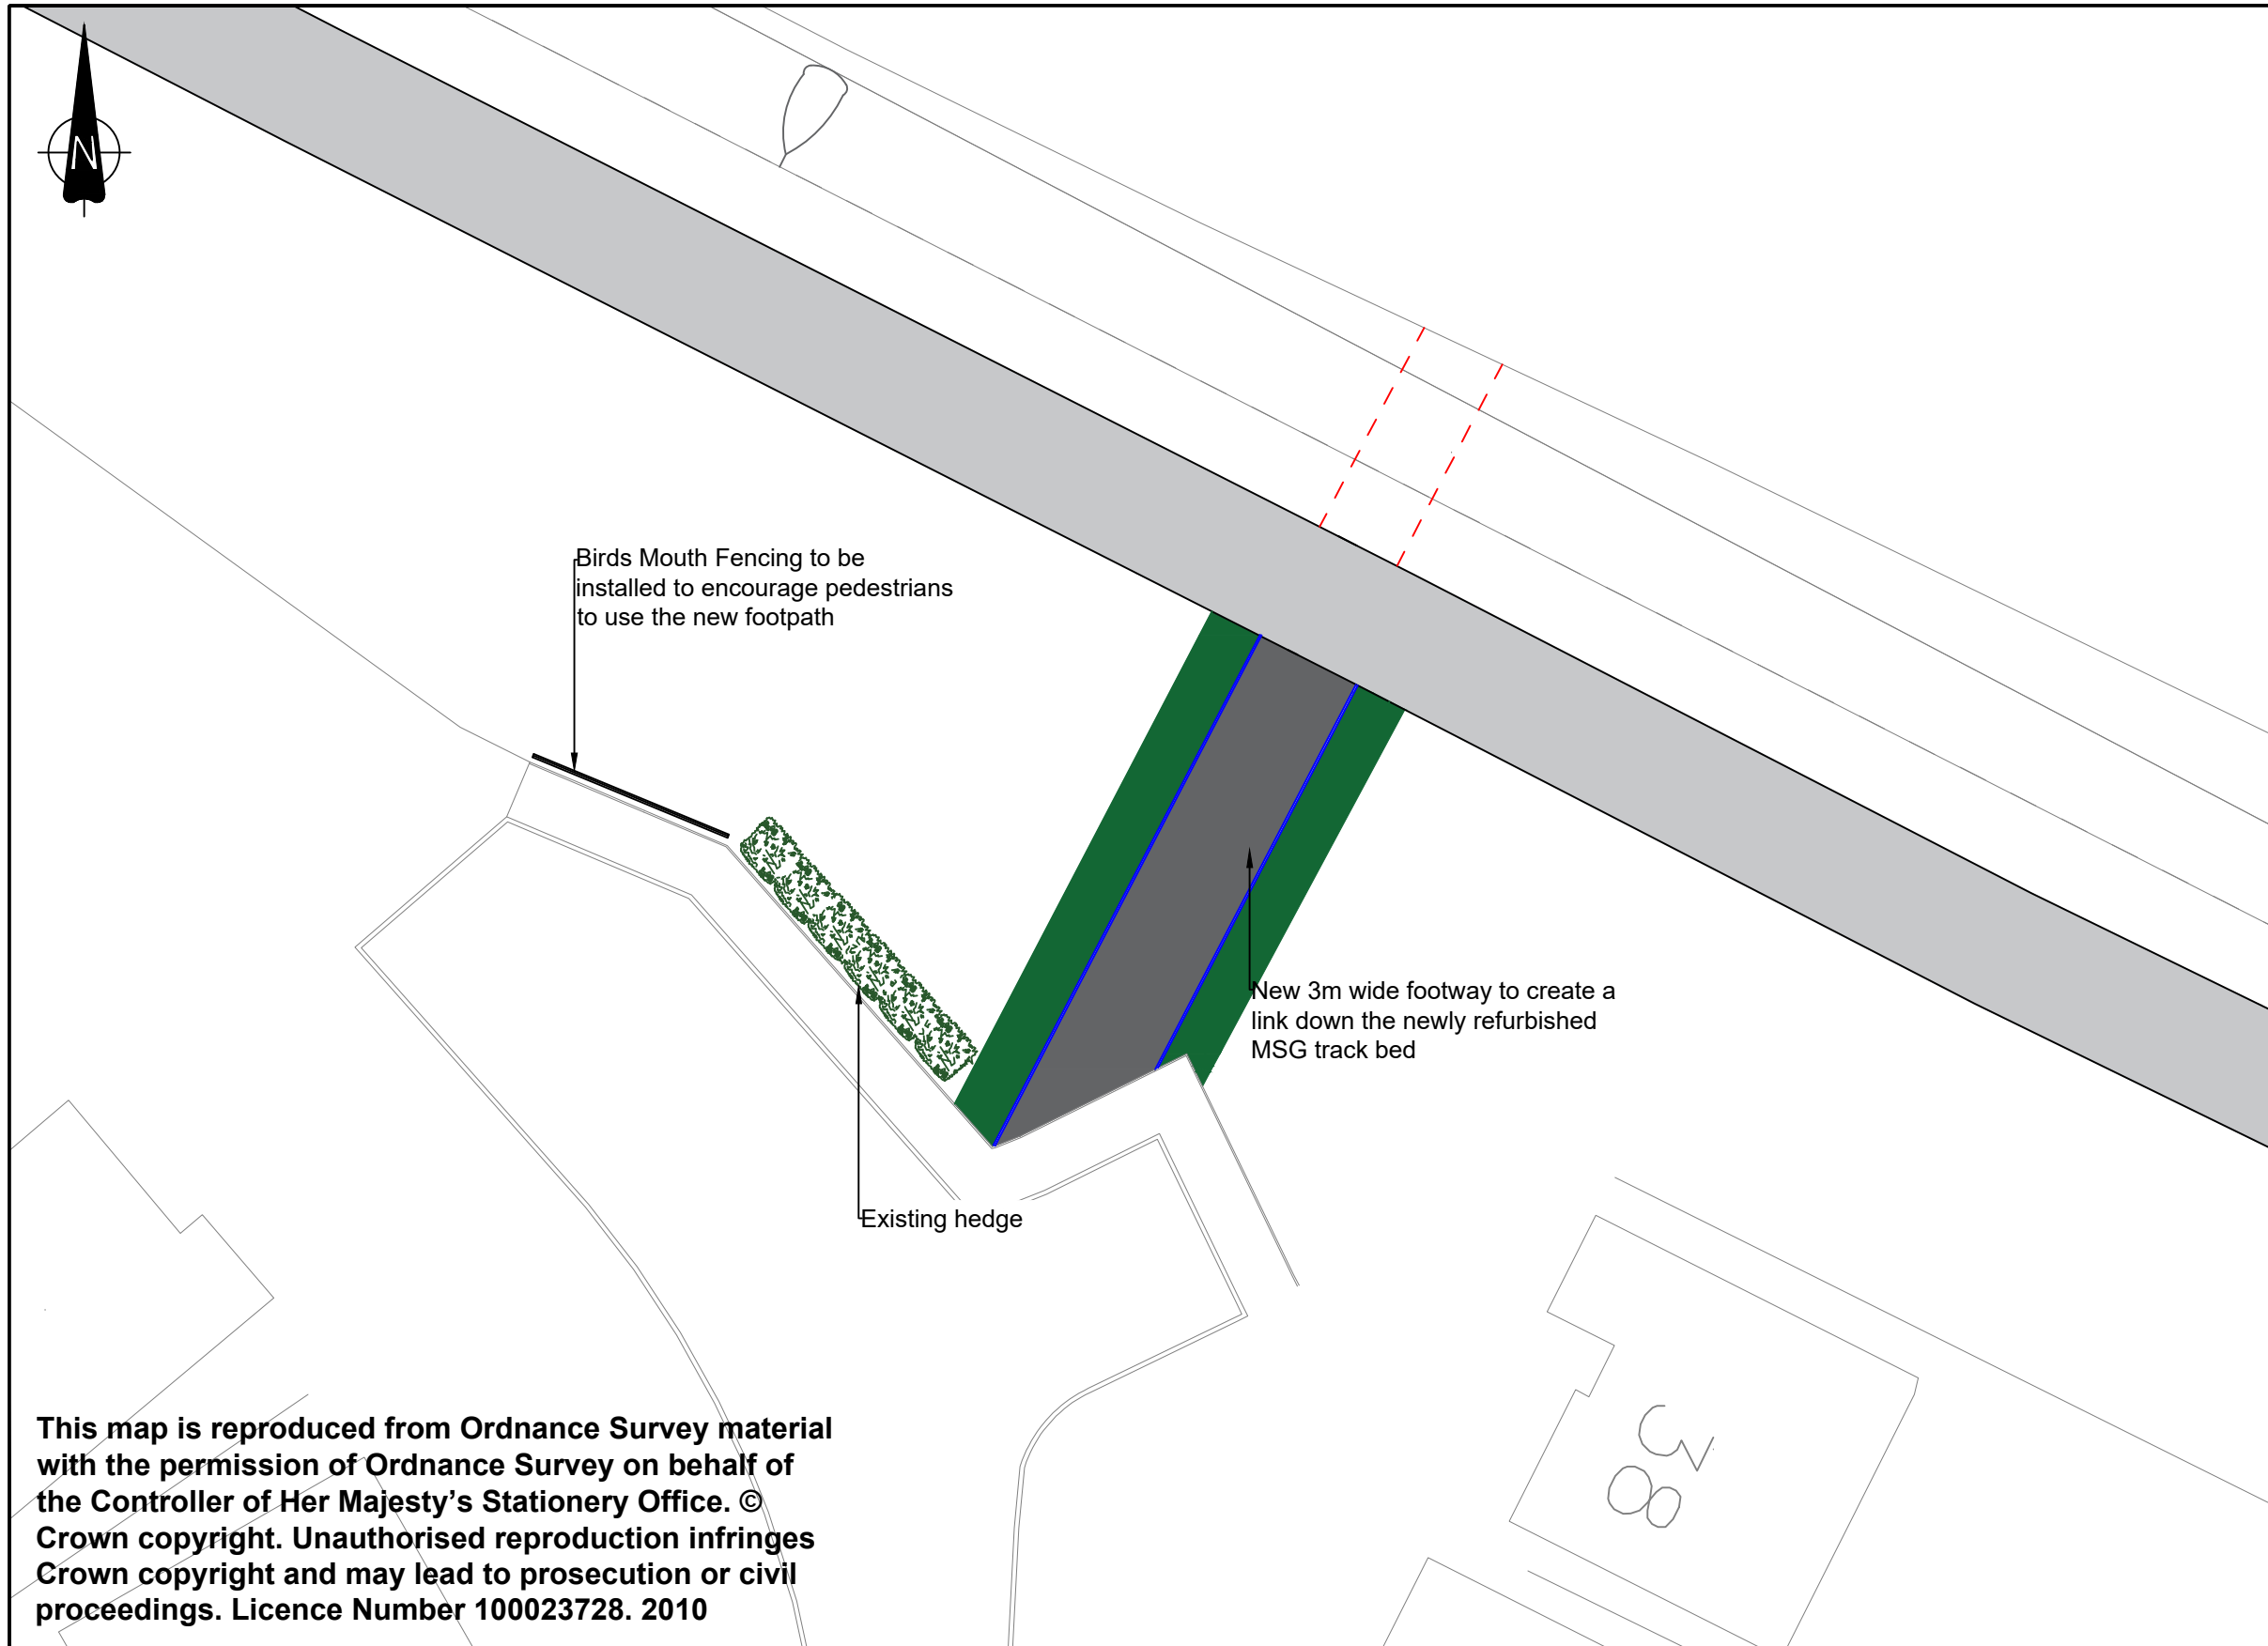 N
Birds Mouth Fencing to be
installed to encourage pedestrians
to use the new footpath
New 3m wide footway to create a
link down the newly refurbished
MSG track bed
Existing hedge
38
This map is reproduced from Ordnance Survey material
with the permission of Ordnance Survey on behalf of
the Controller of Her Majesty’s Stationery Office. ©
Crown copyright. Unauthorised reproduction infringes
Crown copyright and may lead to prosecution or civil
proceedings. Licence Number 100023728. 2010